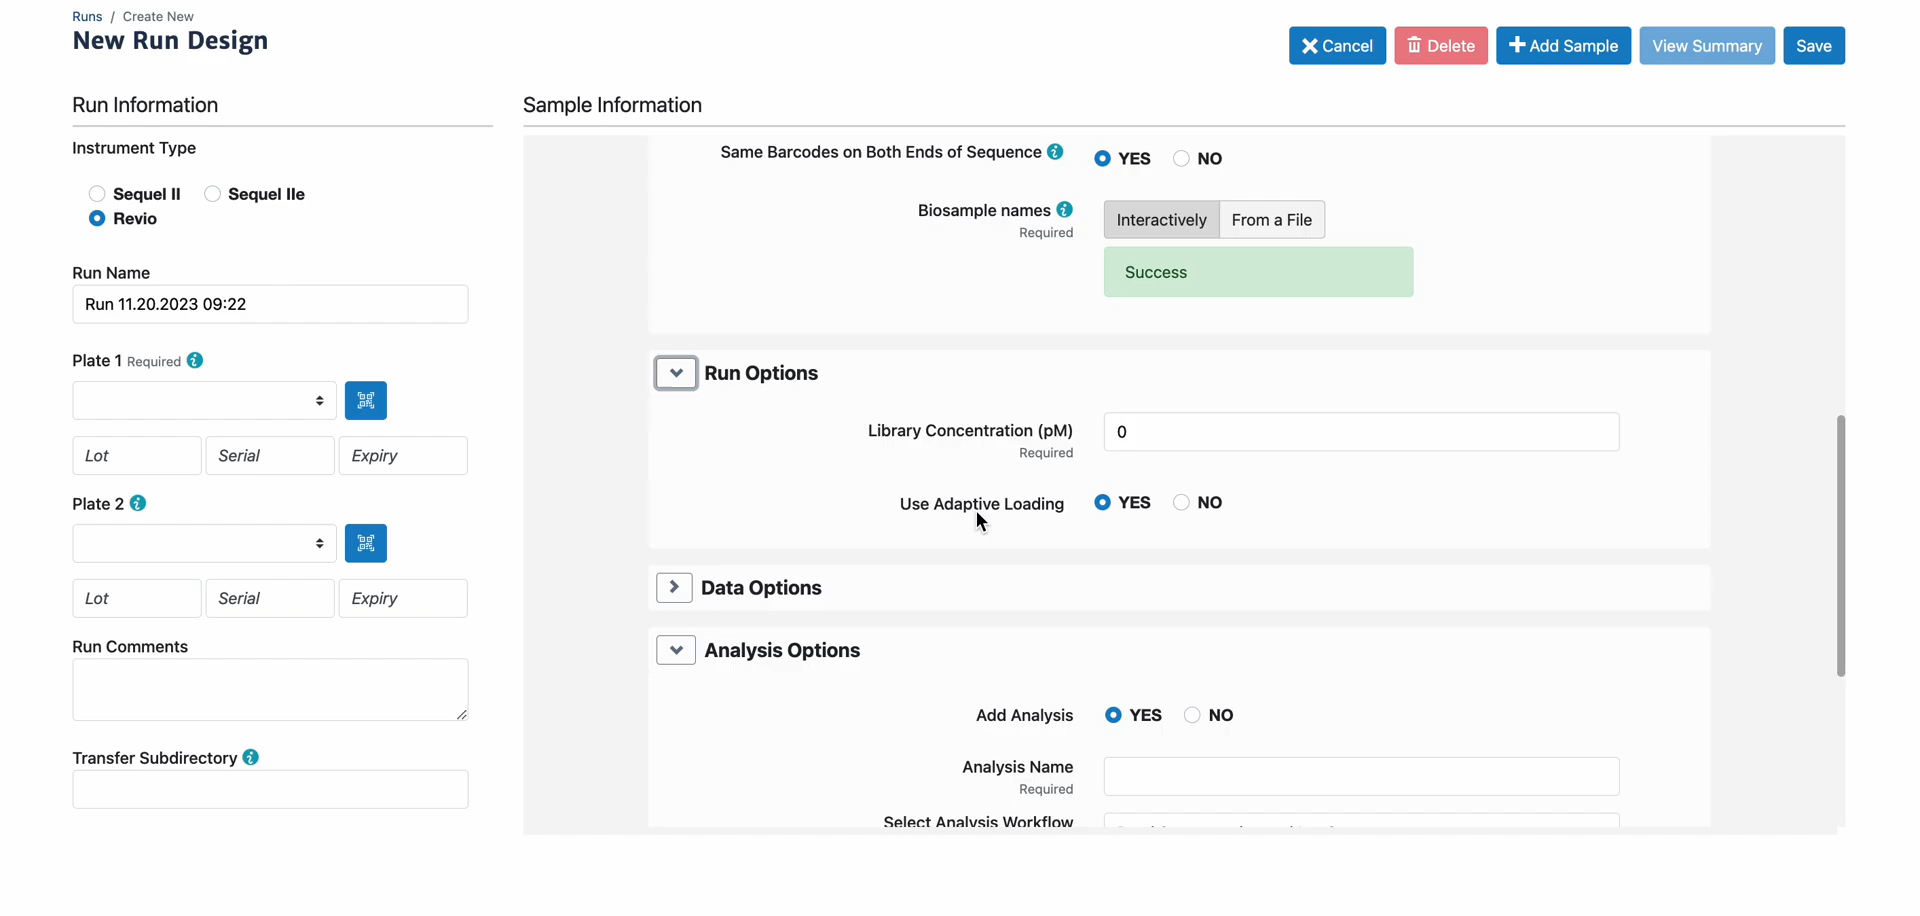 Runs / Create New
New Run Design
Cancel
Delete
Add Sample
View Summary
Save
Run Information
Instrument Type
Sequel II
Sequel IIe
Revio
Run Name
Run 11.20.2023 09:22
Plate 1 Required
Lot
Serial
Expiry
Plate 2
Lot
Serial
Expiry
Run Comments
Transfer Subdirectory
Sample Information
Same Barcodes on Both Ends of Sequence
YES
NO
Biosample names
Required
Interactively
From a File
Success
Run Options
Library Concentration (pM)
Required
0
Use Adaptive Loading
YES
NO
Data Options
Analysis Options
Add Analysis
YES
NO
Analysis Name
Required
Select Analysis Workflow